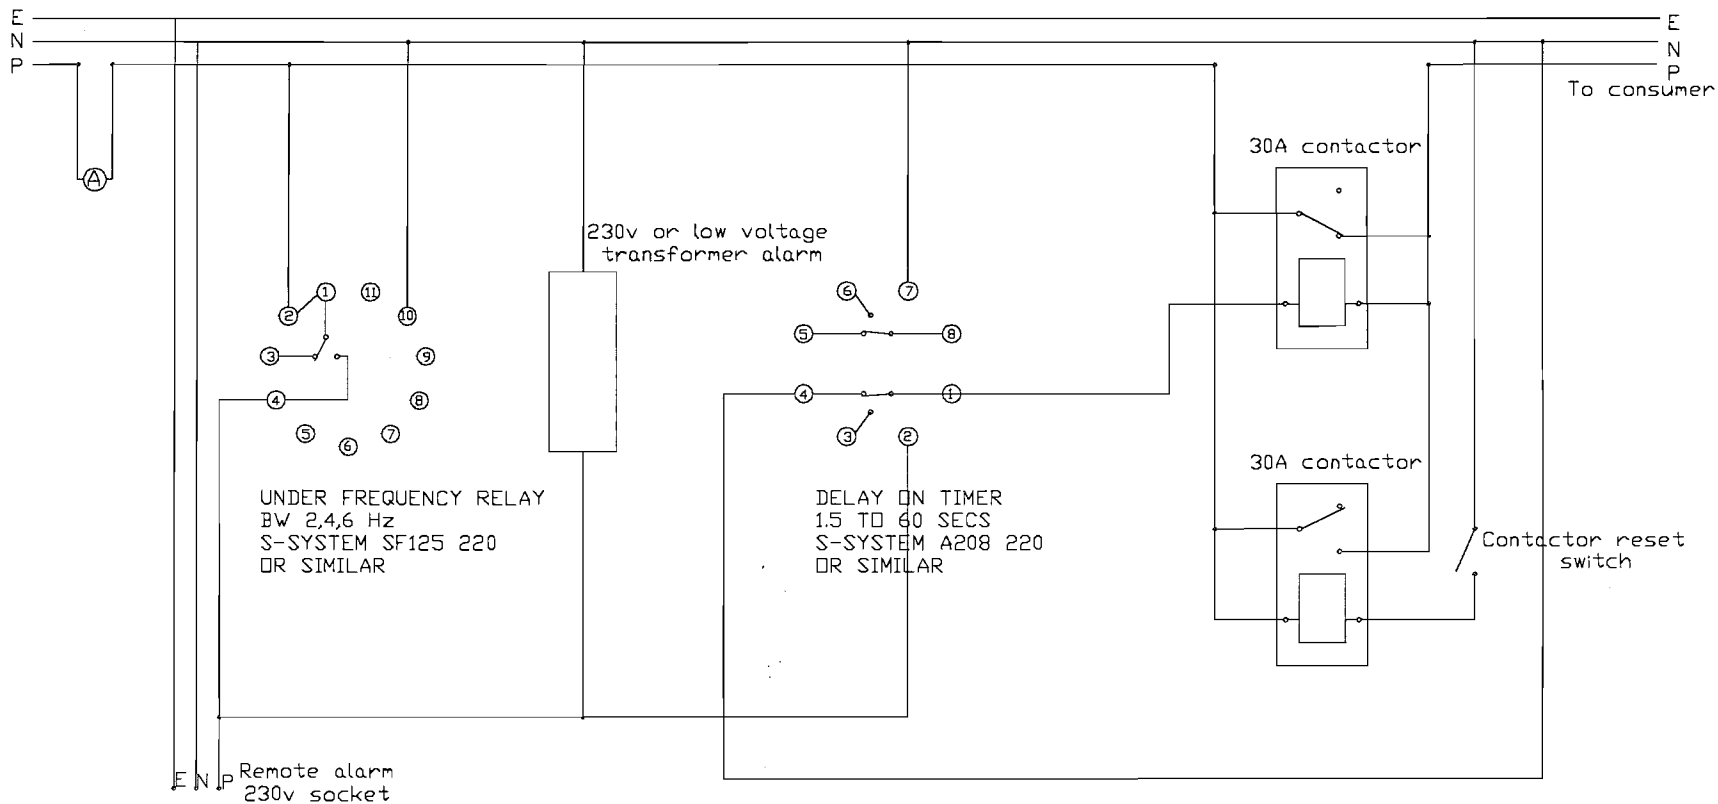 E
N
P
E
N
P
To consumer
A
30A contactor
230v or low voltage
transformer alarm
1
11
2
10
3
9
4
8
5
7
6
6
7
5
8
4
1
3
2
30A contactor
UNDER FREQUENCY RELAY
BW 2,4,6 Hz
S-SYSTEM SF125 220
OR SIMILAR
DELAY ON TIMER
1.5 TO 60 SECS
S-SYSTEM A208 220
OR SIMILAR
Contactor reset
switch
E N P
Remote alarm
230v socket